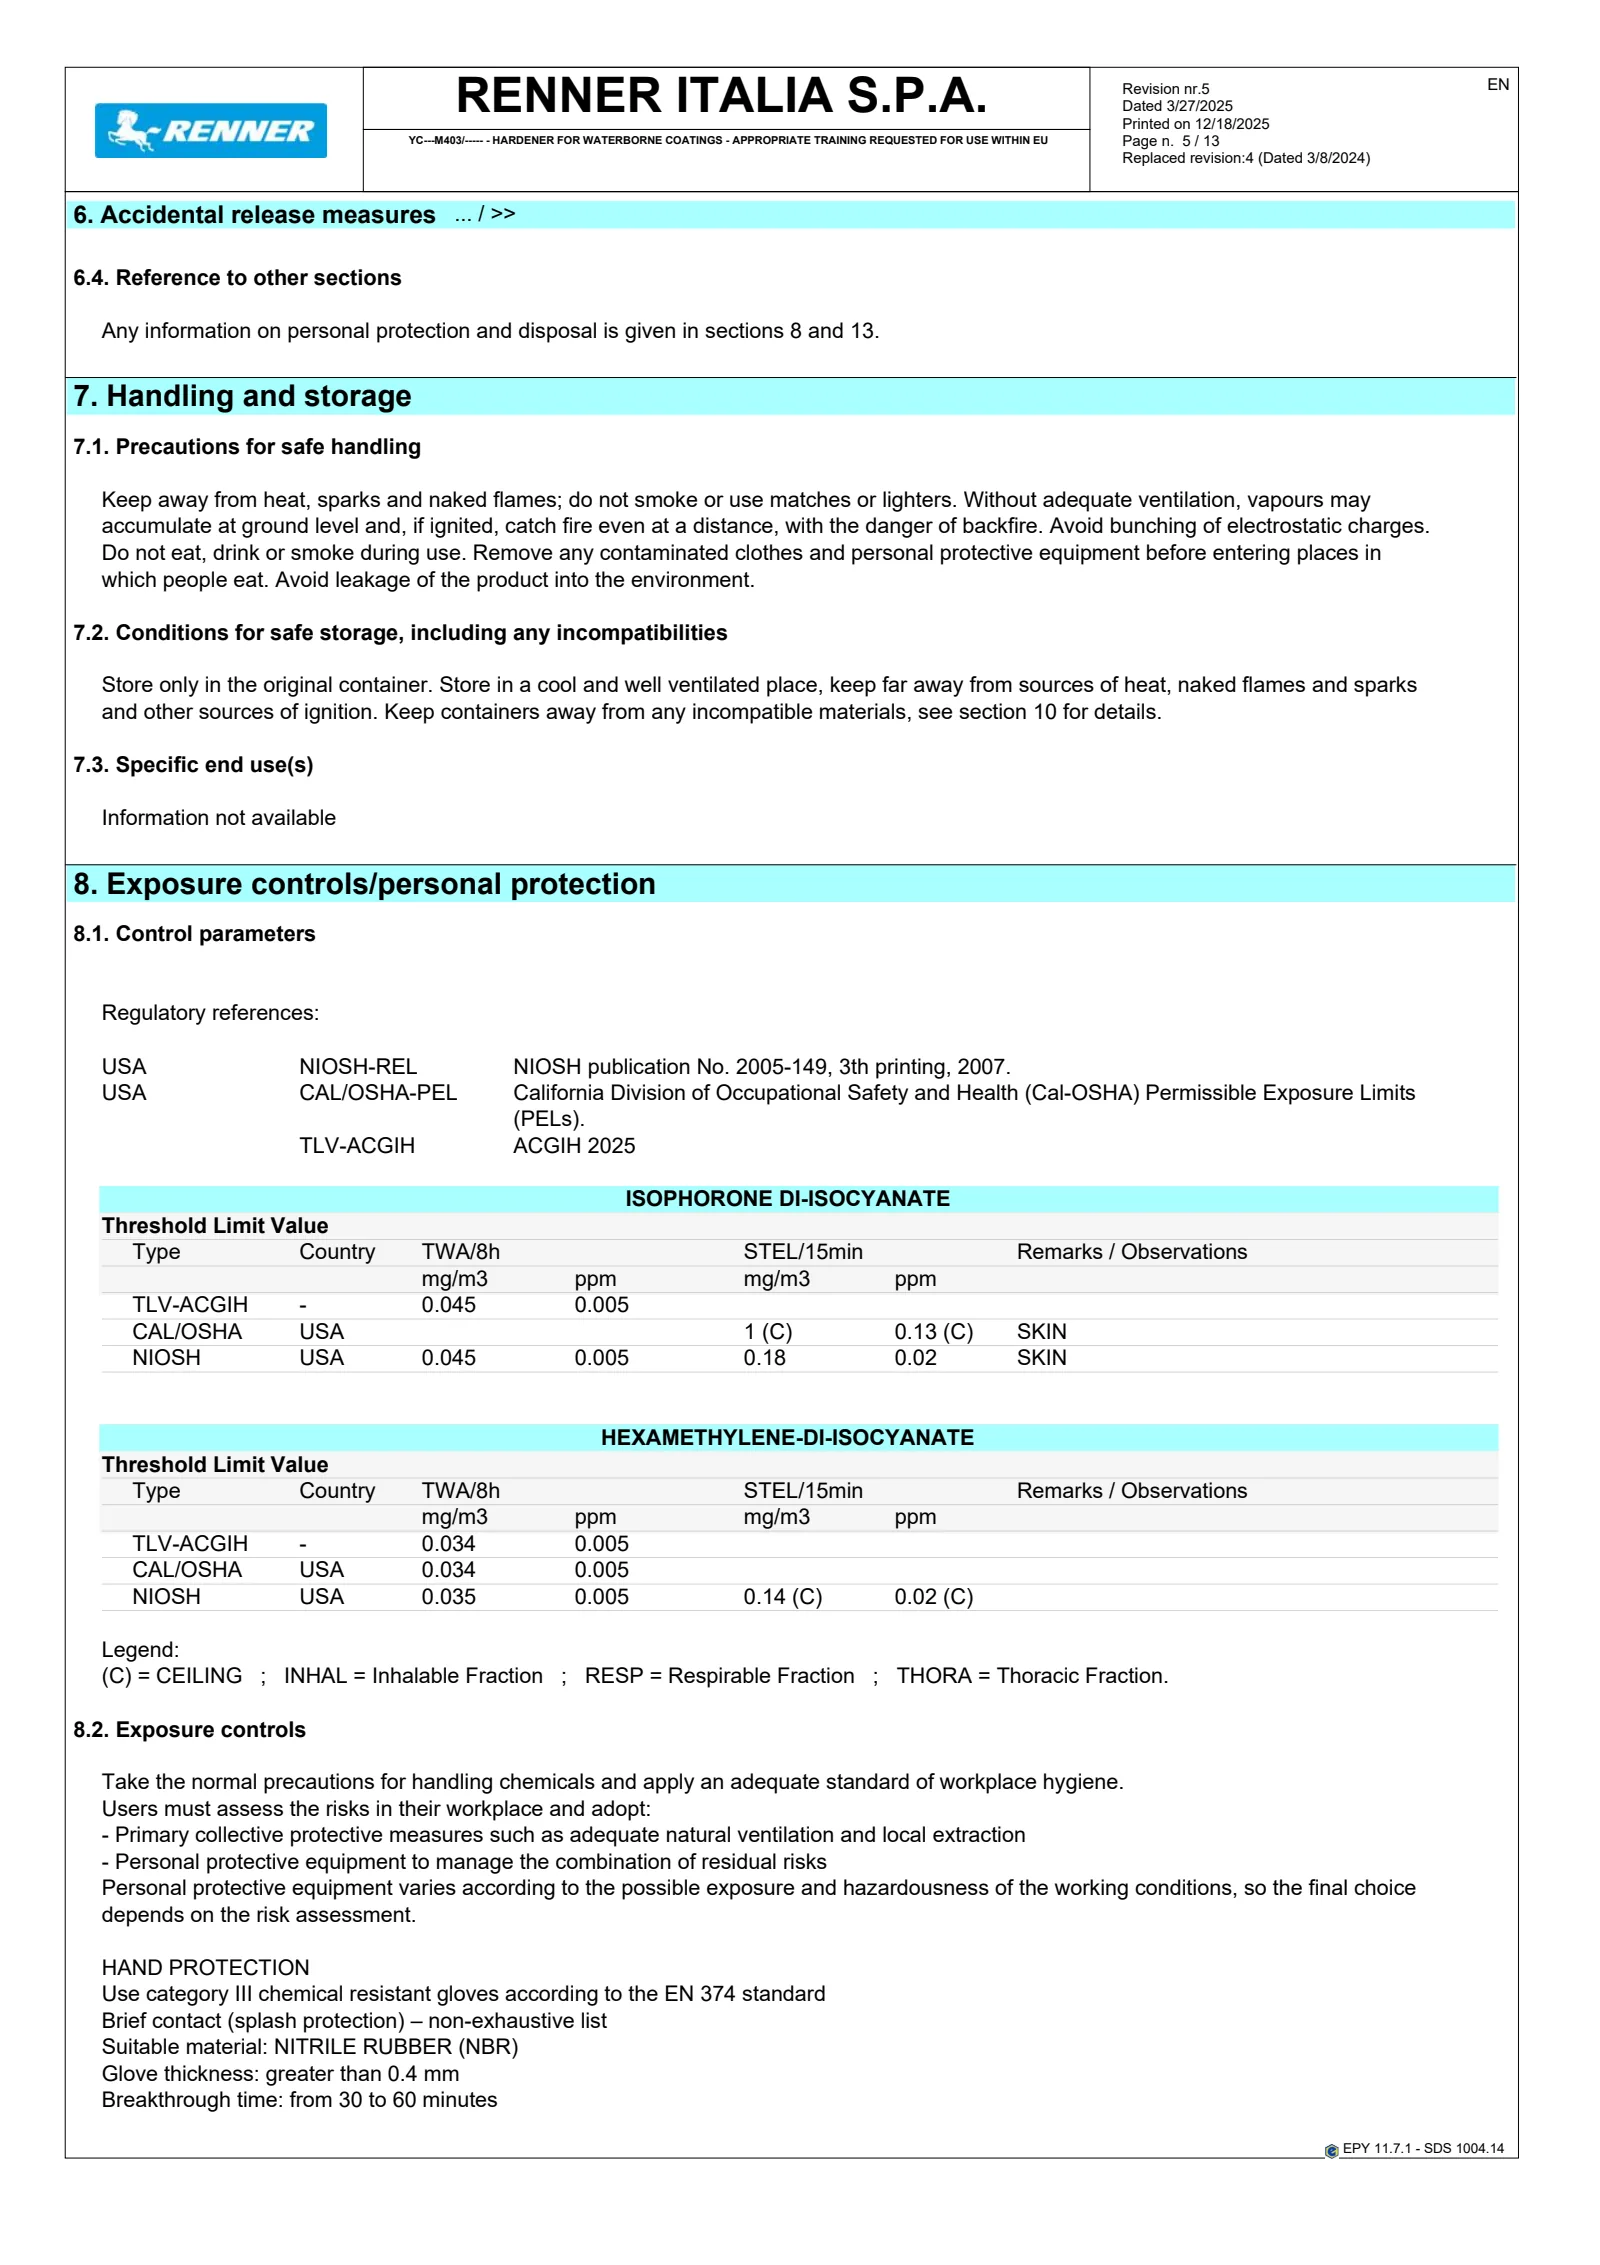 RENNER
RENNER ITALIA S.P.A.
YC---M403/----- - HARDENER FOR WATERBORNE COATINGS - APPROPRIATE TRAINING REQUESTED FOR USE WITHIN EU
Revision nr.5
Dated 3/27/2025
Printed on 12/18/2025
Page n. 5 / 13
Replaced revision:4 (Dated 3/8/2024)
EN
6. Accidental release measures ... / >>
6.4. Reference to other sections
Any information on personal protection and disposal is given in sections 8 and 13.
7. Handling and storage
7.1. Precautions for safe handling
Keep away from heat, sparks and naked flames; do not smoke or use matches or lighters. Without adequate ventilation, vapours may
accumulate at ground level and, if ignited, catch fire even at a distance, with the danger of backfire. Avoid bunching of electrostatic charges.
Do not eat, drink or smoke during use. Remove any contaminated clothes and personal protective equipment before entering places in
which people eat. Avoid leakage of the product into the environment.
7.2. Conditions for safe storage, including any incompatibilities
Store only in the original container. Store in a cool and well ventilated place, keep far away from sources of heat, naked flames and sparks
and other sources of ignition. Keep containers away from any incompatible materials, see section 10 for details.
7.3. Specific end use(s)
Information not available
8. Exposure controls/personal protection
8.1. Control parameters
Regulatory references:
USA NIOSH-REL NIOSH publication No. 2005-149, 3th printing, 2007.
USA CAL/OSHA-PEL California Division of Occupational Safety and Health (Cal-OSHA) Permissible Exposure Limits
(PELs).
TLV-ACGIH ACGIH 2025
ISOPHORONE DI-ISOCYANATE
Threshold Limit Value
Type Country TWA/8h STEL/15min Remarks / Observations
mg/m3 ppm mg/m3 ppm
TLV-ACGIH - 0.045 0.005
CAL/OSHA USA 1 (C) 0.13 (C) SKIN
NIOSH USA 0.045 0.005 0.18 0.02 SKIN
HEXAMETHYLENE-DI-ISOCYANATE
Threshold Limit Value
Type Country TWA/8h STEL/15min Remarks / Observations
mg/m3 ppm mg/m3 ppm
TLV-ACGIH - 0.034 0.005
CAL/OSHA USA 0.034 0.005
NIOSH USA 0.035 0.005 0.14 (C) 0.02 (C)
Legend:
(C) = CEILING ; INHAL = Inhalable Fraction ; RESP = Respirable Fraction ; THORA = Thoracic Fraction.
8.2. Exposure controls
Take the normal precautions for handling chemicals and apply an adequate standard of workplace hygiene.
Users must assess the risks in their workplace and adopt:
- Primary collective protective measures such as adequate natural ventilation and local extraction
- Personal protective equipment to manage the combination of residual risks
Personal protective equipment varies according to the possible exposure and hazardousness of the working conditions, so the final choice
depends on the risk assessment.
HAND PROTECTION
Use category III chemical resistant gloves according to the EN 374 standard
Brief contact (splash protection) – non-exhaustive list
Suitable material: NITRILE RUBBER (NBR)
Glove thickness: greater than 0.4 mm
Breakthrough time: from 30 to 60 minutes
EPY 11.7.1 - SDS 1004.14